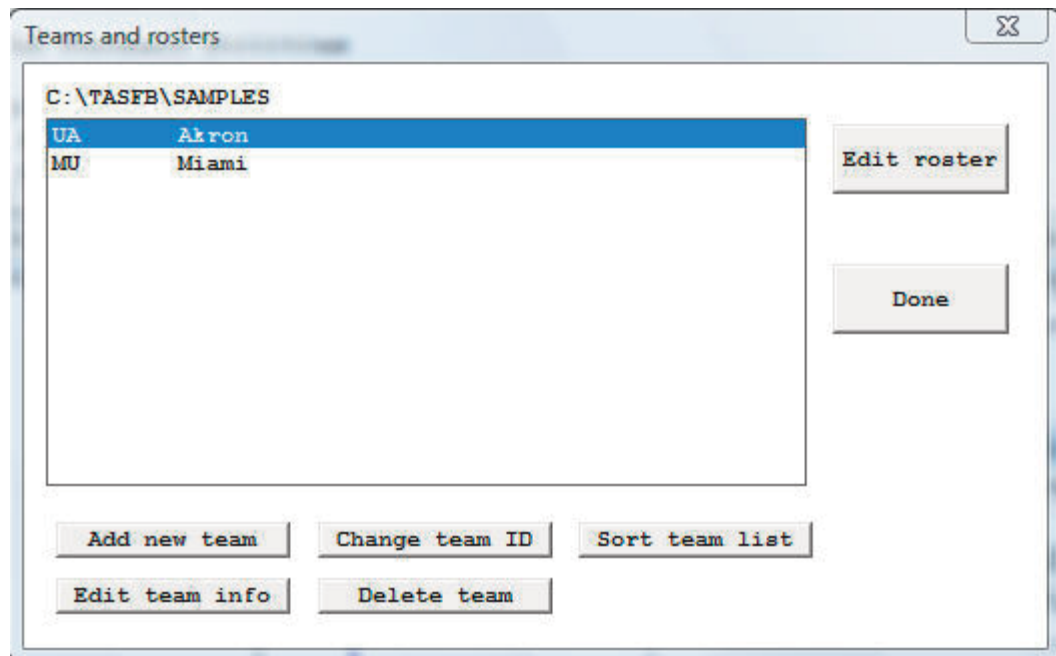 Teams and rosters
C:\TASFB\SAMPLES
UA Akron
MU Miami
Edit roster
Done
Add new team Change team ID Sort team list
Edit team info Delete team